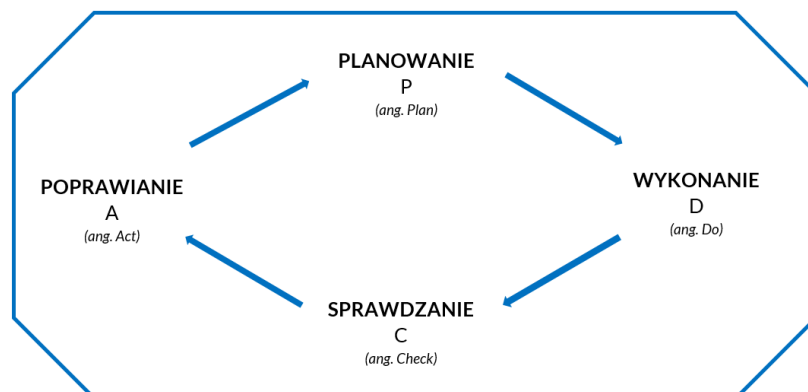 PLANOWANIE
P
(ang. Plan)
WYKONANIE
D
(ang. Do)
SPRAWDZANIE
C
(ang. Check)
POPRAWIANIE
A
(ang. Act)